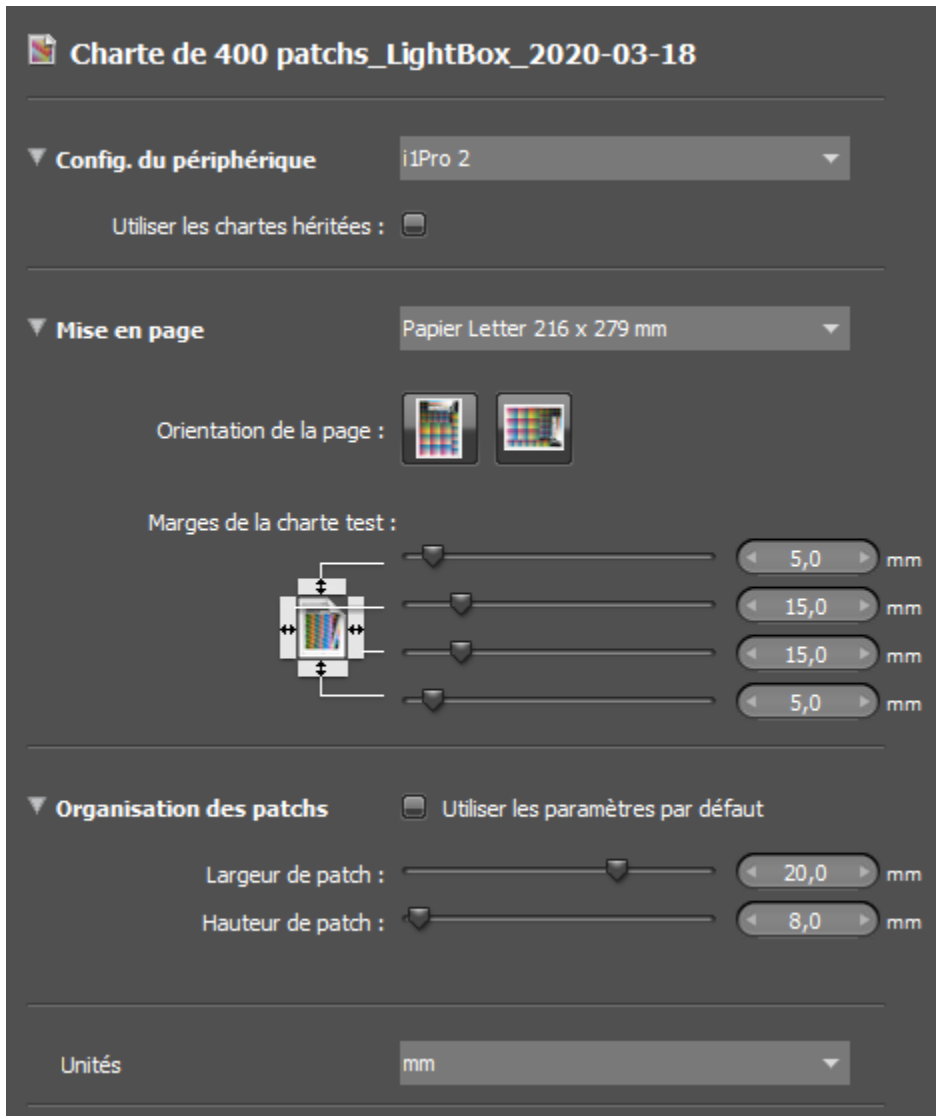 Charte de 400 patchs_LightBox_2020-03-18
Config. du périphérique i1Pro 2
Utiliser les chartes héritées :
Mise en page Papier Letter 216 x 279 mm
Orientation de la page :
Marges de la charte test :
5,0 mm
15,0 mm
15,0 mm
5,0 mm
Organisation des patchs Utiliser les paramètres par défaut
Largeur de patch : 20,0 mm
Hauteur de patch : 8,0 mm
Unités mm